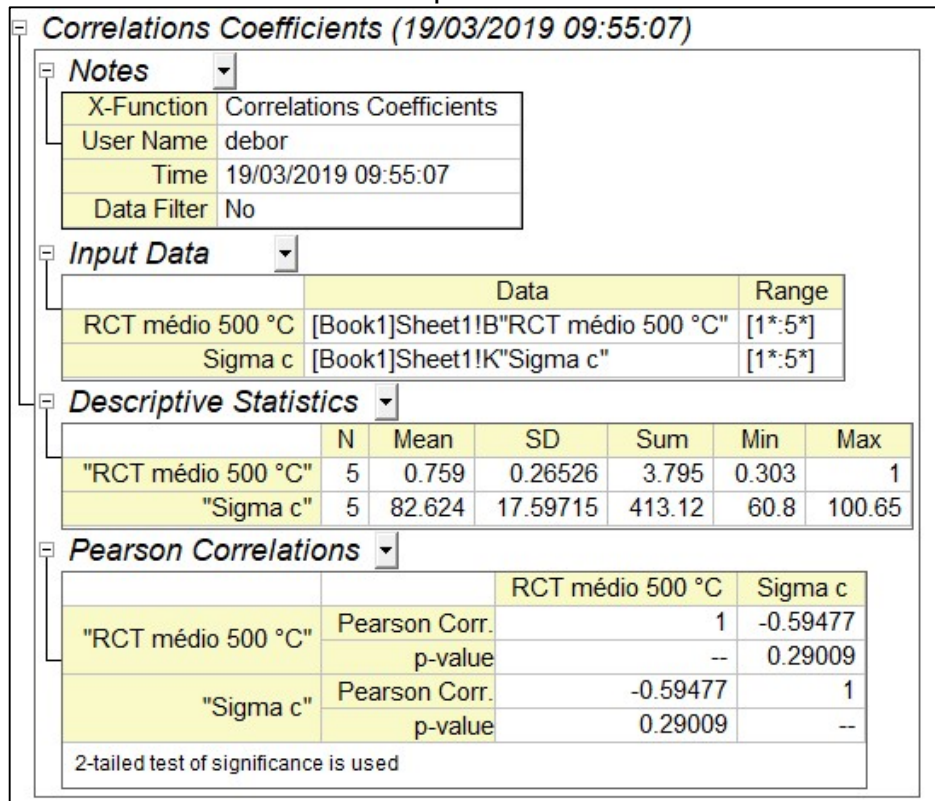 Correlations Coefficients (19/03/2019 09:55:07)
Notes
X-Function Correlations Coefficients
User Name debor
Time 19/03/2019 09:55:07
Data Filter No
Input Data
Data Range
RCT médio 500 °C [Book1]Sheet1!B"RCT médio 500 °C" [1*:5*]
Sigma c [Book1]Sheet1!K"Sigma c" [1*:5*]
Descriptive Statistics
N Mean SD Sum Min Max
"RCT médio 500 °C" 5 0.759 0.26526 3.795 0.303 1
"Sigma c" 5 82.624 17.59715 413.12 60.8 100.65
Pearson Correlations
RCT médio 500 °C Sigma c
"RCT médio 500 °C" Pearson Corr. 1 -0.59477
p-value -- 0.29009
"Sigma c" Pearson Corr. -0.59477 1
p-value 0.29009 --
2-tailed test of significance is used